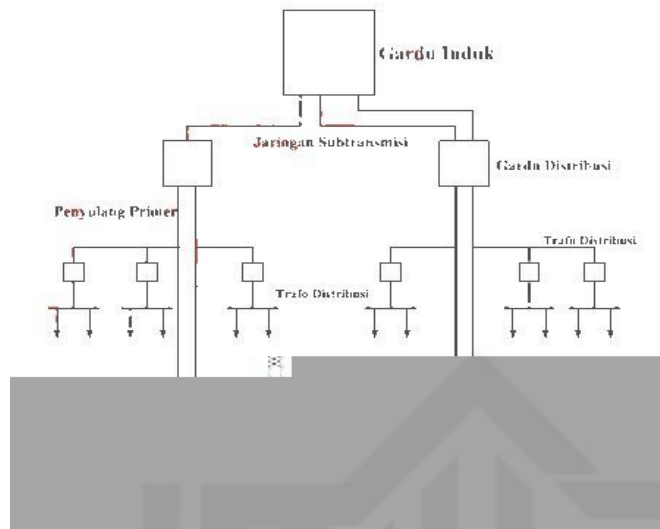 Gardu Induk
Jaringan Subtransmisi
Gardu Distribusi
Penyulang Primer
Trafo Distribusi
Trafo Distribusi